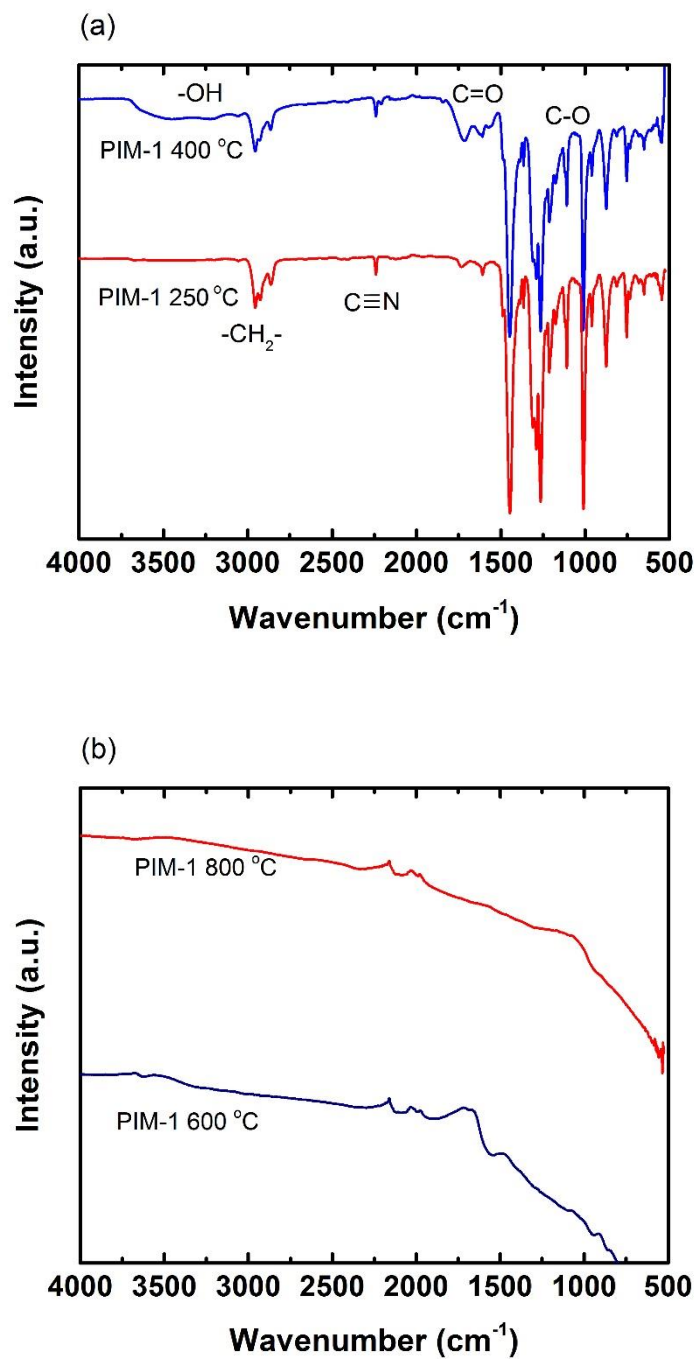 (a)
-OH
C=O
C-O
PIM-1 400 °C
PIM-1 250 °C
C≡N
-CH₂-
Intensity (a.u.)
4000 3500 3000 2500 2000 1500 1000 500
Wavenumber (cm⁻¹)
(b)
PIM-1 800 °C
PIM-1 600 °C
Intensity (a.u.)
4000 3500 3000 2500 2000 1500 1000 500
Wavenumber (cm⁻¹)